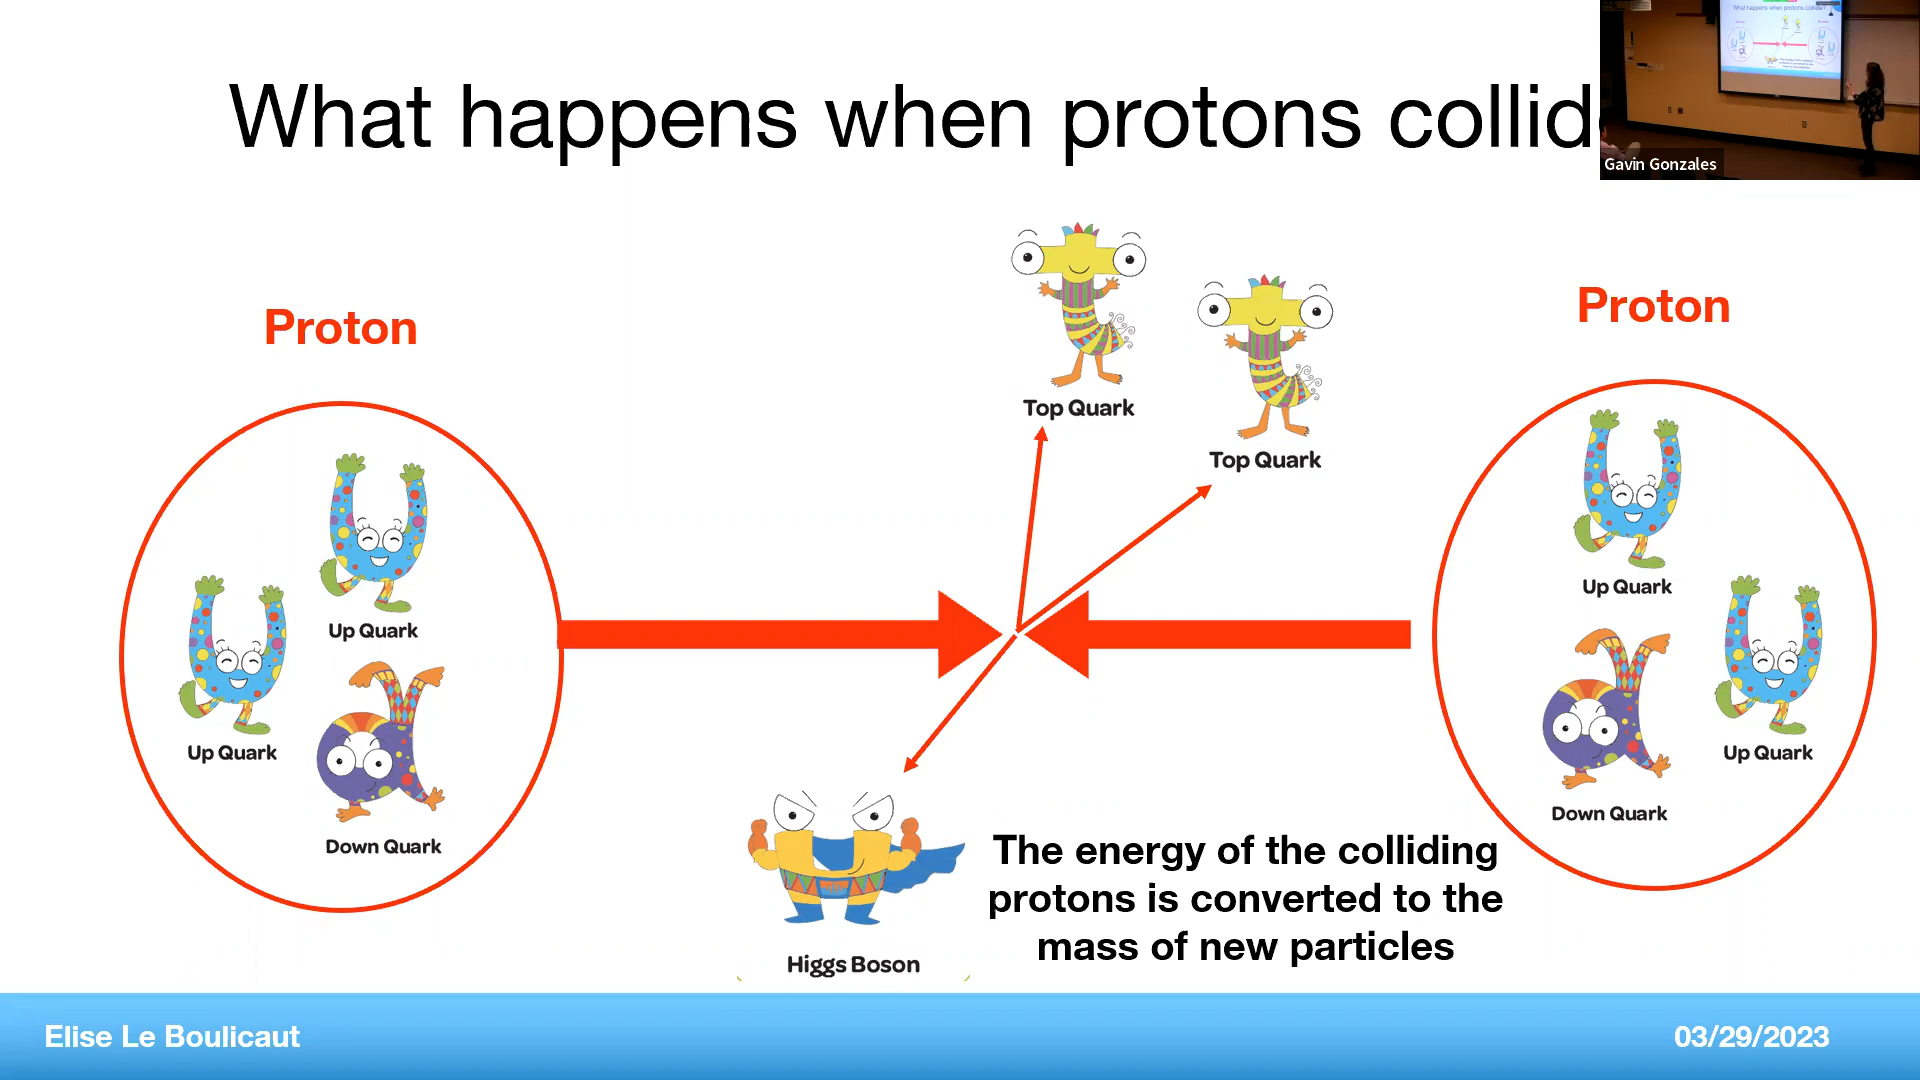 What happens when protons collid
Gavin Gonzales
Proton
Proton
Top Quark
Top Quark
Up Quark
Up Quark
Down Quark
Up Quark
Up Quark
Down Quark
Higgs Boson
The energy of the colliding
protons is converted to the
mass of new particles
Elise Le Boulicaut
03/29/2023